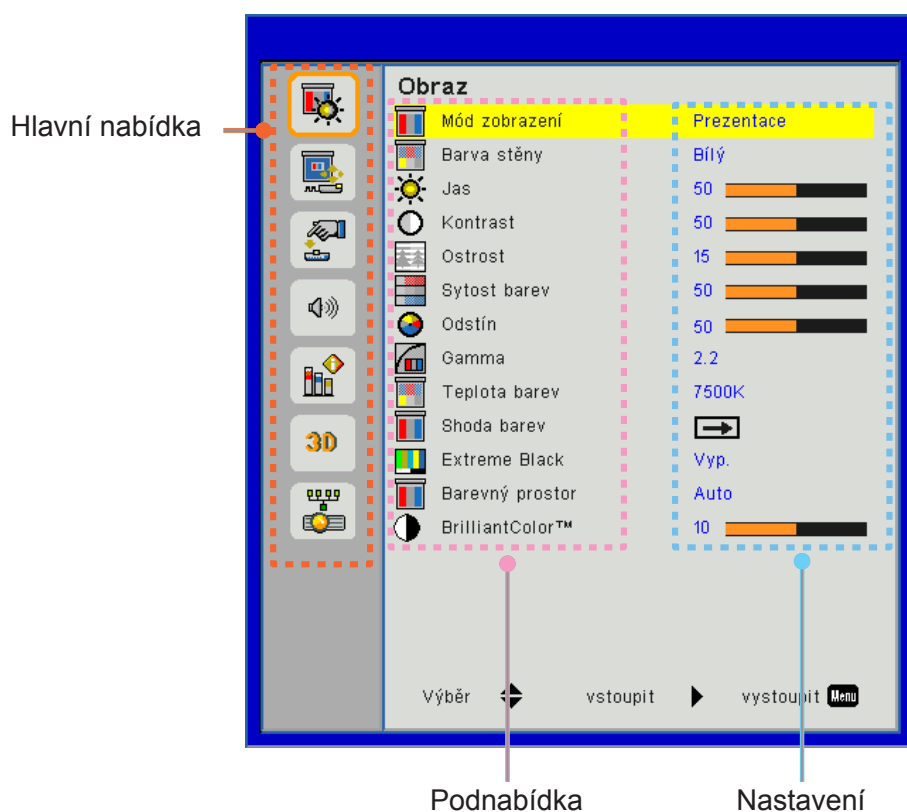 Obraz
Hlavní nabídka
Mód zobrazení Prezentace
Barva stěny Bílý
Jas 50
Kontrast 50
Ostrost 15
Sytost barev 50
Odstín 50
Gamma 2.2
Teplota barev 7500K
Shoda barev
3D
Extreme Black Vyp.
Barevný prostor Auto
BrilliantColor™ 10
Výběr vstoupit vystoupit Menu
Podnabídka Nastavení